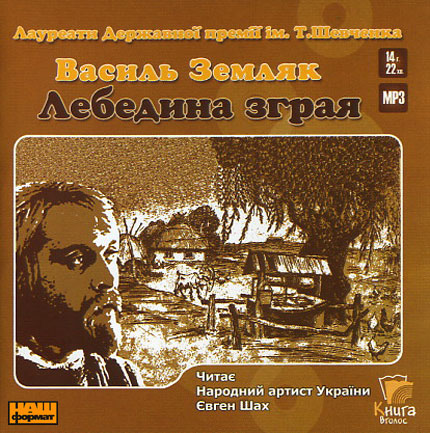 Лауреати Державної премії ім. Т.Шевченка
Василь Земляк
Лебедина зграя
14 г.
22 хв.
MP3
Читає
Народний артист України
Євген Шах
НАШ
формат
Книга
Вголос